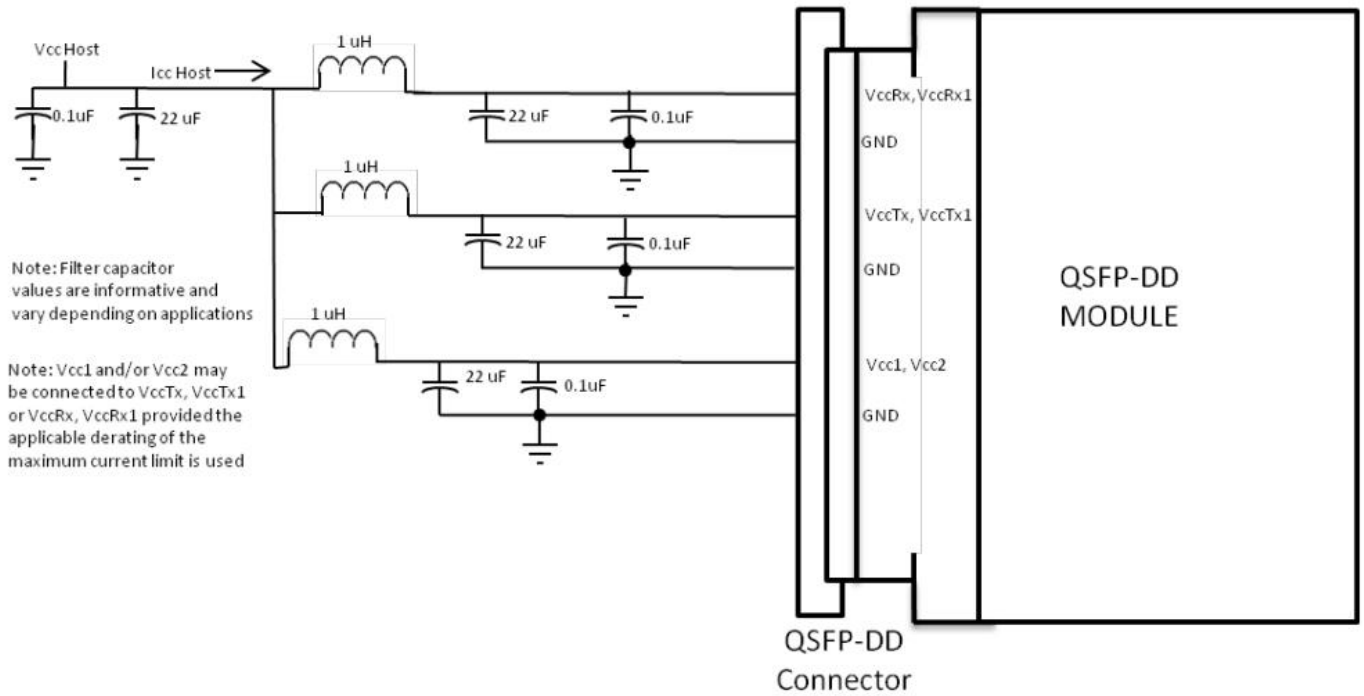 1 uH
Vcc Host
Icc Host
0.1uF
22 uF
22 uF
0.1uF
VccRx, VccRx1
GND
1 uH
22 uF
0.1uF
VccTx, VccTx1
GND
Note: Filter capacitor
values are informative and
vary depending on applications
QSFP-DD
MODULE
1 uH
Note: Vcc1 and/or Vcc2 may
be connected to VccTx, VccTx1
or VccRx, VccRx1 provided the
applicable derating of the
maximum current limit is used
22 uF
0.1uF
Vcc1, Vcc2
GND
QSFP-DD
Connector